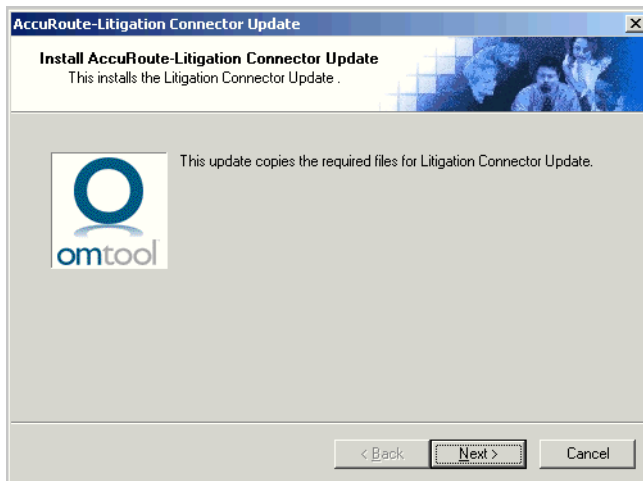 AccuRoute-Litigation Connector Update
Install AccuRoute-Litigation Connector Update
This installs the Litigation Connector Update .
This update copies the required files for Litigation Connector Update.
omtool
< Back
Next >
Cancel